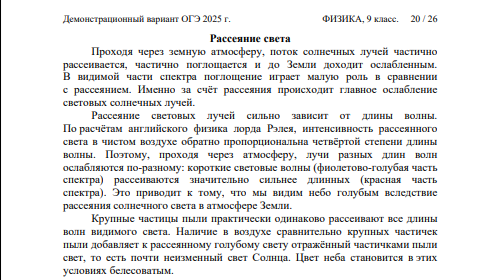 Демонстрационный вариант ОГЭ 2025 г. ФИЗИКА, 9 класс. 20 / 26
Рассеяние света
Проходя через земную атмосферу, поток солнечных лучей частично
рассеивается, частично поглощается и до Земли доходит ослабленным.
В видимой части спектра поглощение играет малую роль в сравнении
с рассеянием. Именно за счёт рассеяния происходит главное ослабление
световых солнечных лучей.
Рассеяние световых лучей сильно зависит от длины волны.
По расчётам английского физика лорда Рэлея, интенсивность рассеянного
света в чистом воздухе обратно пропорциональна четвёртой степени длины
волны. Поэтому, проходя через атмосферу, лучи разных длин волн
ослабляются по-разному: короткие световые волны (фиолетово-голубая часть
спектра) рассеиваются значительно сильнее длинных (красная часть
спектра). Это приводит к тому, что мы видим небо голубым вследствие
рассеяния солнечного света в атмосфере Земли.
Крупные частицы пыли практически одинаково рассеивают все длины
волн видимого света. Наличие в воздухе сравнительно крупных частичек
пыли добавляет к рассеянному голубому свету отражённый частичками пыли
свет, то есть почти неизменный свет Солнца. Цвет неба становится в этих
условиях белесоватым.